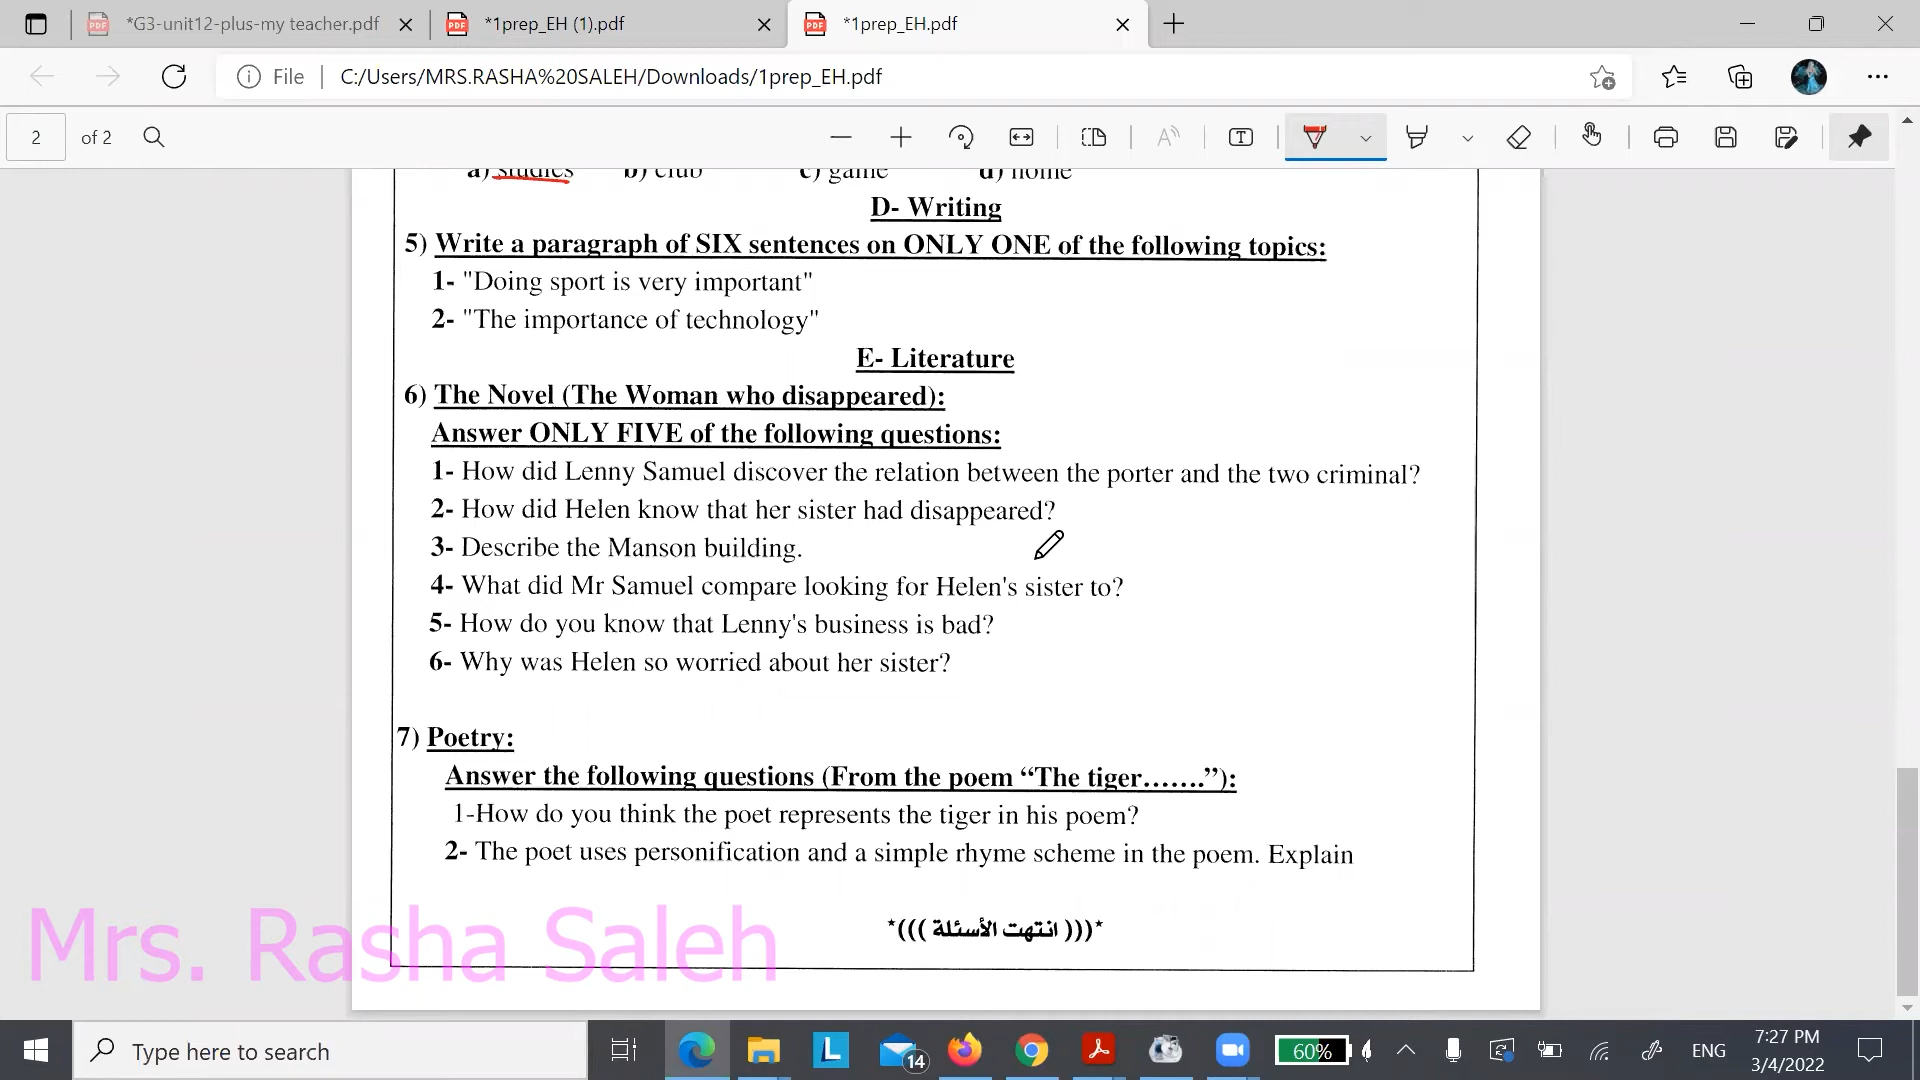 *G3-unit12-plus-my teacher.pdf
*1prep_EH (1).pdf
*1prep_EH.pdf
File
C:/Users/MRS.RASHA%20SALEH/Downloads/1prep_EH.pdf
2 of 2
a) studies b) club c) game d) home
D- Writing
5) Write a paragraph of SIX sentences on ONLY ONE of the following topics:
1- "Doing sport is very important"
2- "The importance of technology"
E- Literature
6) The Novel (The Woman who disappeared):
Answer ONLY FIVE of the following questions:
1- How did Lenny Samuel discover the relation between the porter and the two criminal?
2- How did Helen know that her sister had disappeared?
3- Describe the Manson building.
4- What did Mr Samuel compare looking for Helen's sister to?
5- How do you know that Lenny's business is bad?
6- Why was Helen so worried about her sister?
7) Poetry:
Answer the following questions (From the poem “The tiger…….”):
1-How do you think the poet represents the tiger in his poem?
2- The poet uses personification and a simple rhyme scheme in the poem. Explain
*((( انتهت الأسئلة )))*
Mrs. Rasha Saleh
Type here to search
14
60%
ENG
7:27 PM
3/4/2022